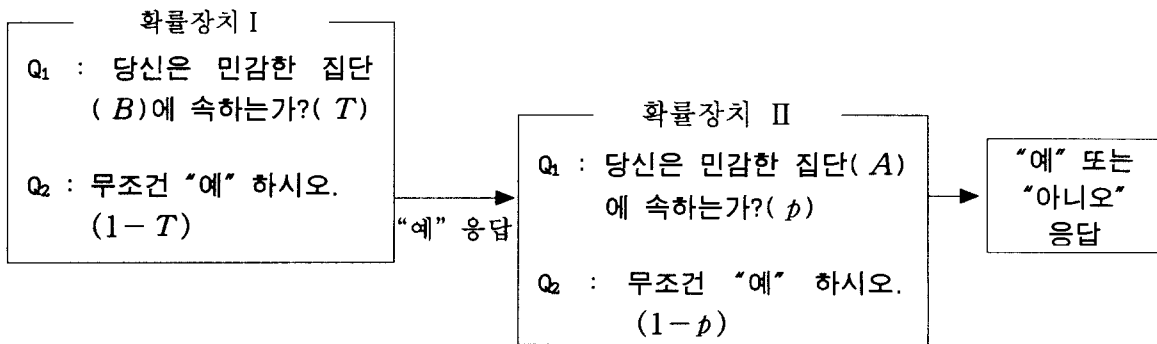 확률장치 Ⅰ
Q₁ : 당신은 민감한 집단
( B)에 속하는가?( T)
Q₂ : 무조건 “예” 하시오.
(1− T)
“예” 응답
확률장치 Ⅱ
Q₁ : 당신은 민감한 집단( A)
에 속하는가?( p)
Q₂ : 무조건 “예” 하시오.
(1−p)
“예” 또는
“아니오”
응답